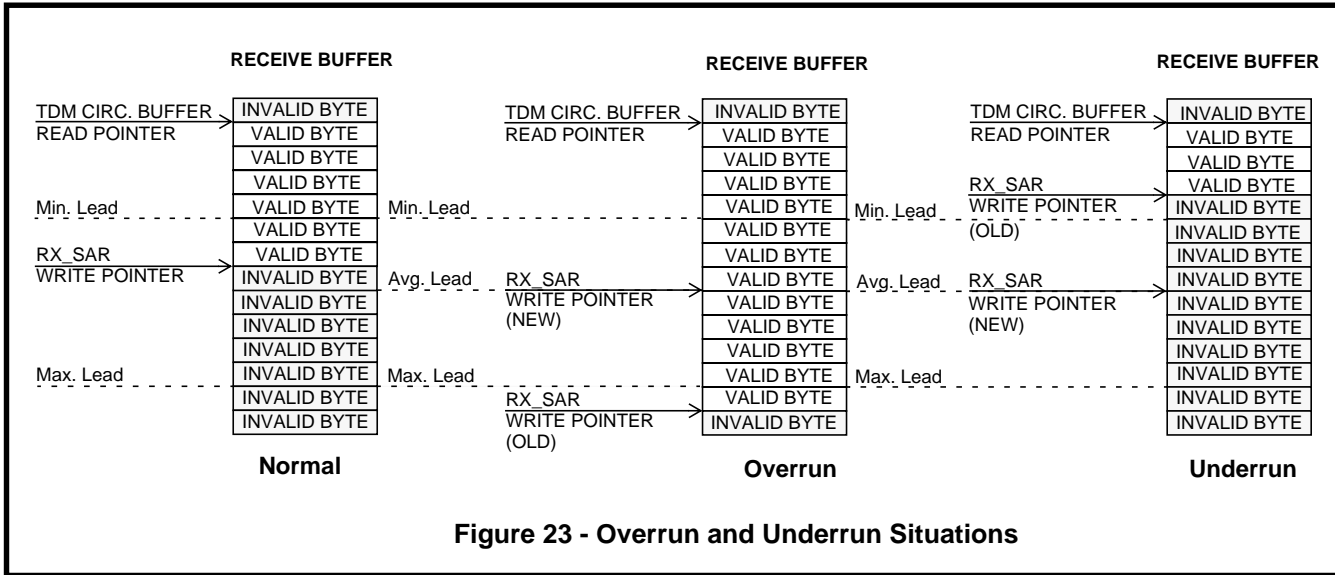 RECEIVE BUFFER
TDM CIRC. BUFFER
READ POINTER
INVALID BYTE
VALID BYTE
VALID BYTE
VALID BYTE
VALID BYTE
VALID BYTE
VALID BYTE
INVALID BYTE
INVALID BYTE
INVALID BYTE
INVALID BYTE
INVALID BYTE
INVALID BYTE
INVALID BYTE
Min. Lead
RX_SAR
WRITE POINTER
Max. Lead
Normal
RECEIVE BUFFER
TDM CIRC. BUFFER
READ POINTER
Min. Lead
Avg. Lead
RX_SAR
WRITE POINTER
(NEW)
Max. Lead
RX_SAR
WRITE POINTER
(OLD)
INVALID BYTE
VALID BYTE
VALID BYTE
VALID BYTE
VALID BYTE
VALID BYTE
VALID BYTE
VALID BYTE
VALID BYTE
VALID BYTE
VALID BYTE
VALID BYTE
VALID BYTE
INVALID BYTE
Overrun
RECEIVE BUFFER
TDM CIRC. BUFFER
READ POINTER
RX_SAR
WRITE POINTER
(OLD)
Min. Lead
Avg. Lead
RX_SAR
WRITE POINTER
(NEW)
Max. Lead
INVALID BYTE
VALID BYTE
VALID BYTE
VALID BYTE
INVALID BYTE
INVALID BYTE
INVALID BYTE
INVALID BYTE
INVALID BYTE
INVALID BYTE
INVALID BYTE
INVALID BYTE
INVALID BYTE
INVALID BYTE
Underrun
Figure 23 - Overrun and Underrun Situations